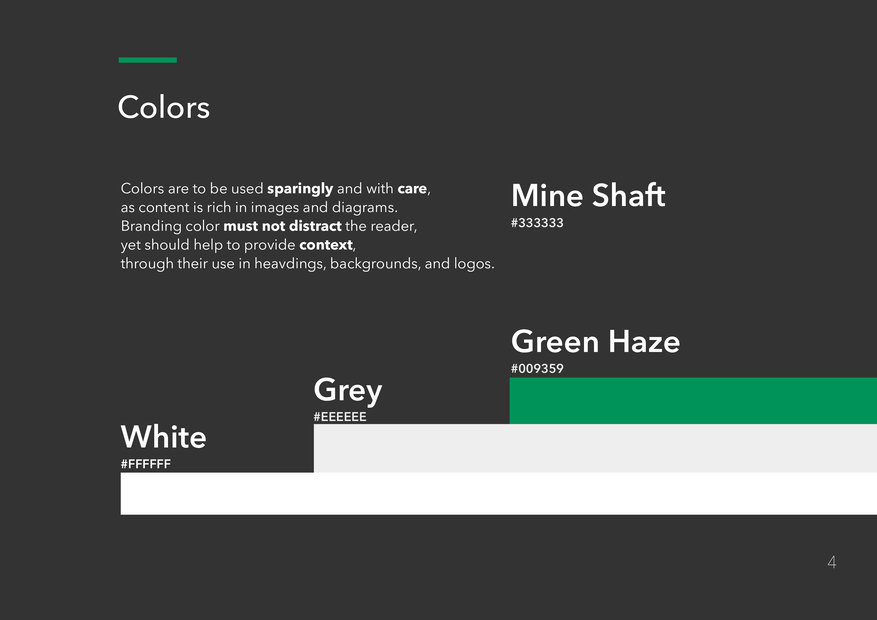 Colors
Colors are to be used sparingly and with care,
as content is rich in images and diagrams.
Branding color must not distract the reader,
yet should help to provide context,
through their use in heavdings, backgrounds, and logos.
Mine Shaft
#333333
Green Haze
#009359
Grey
#EEEEEE
White
#FFFFFF
4